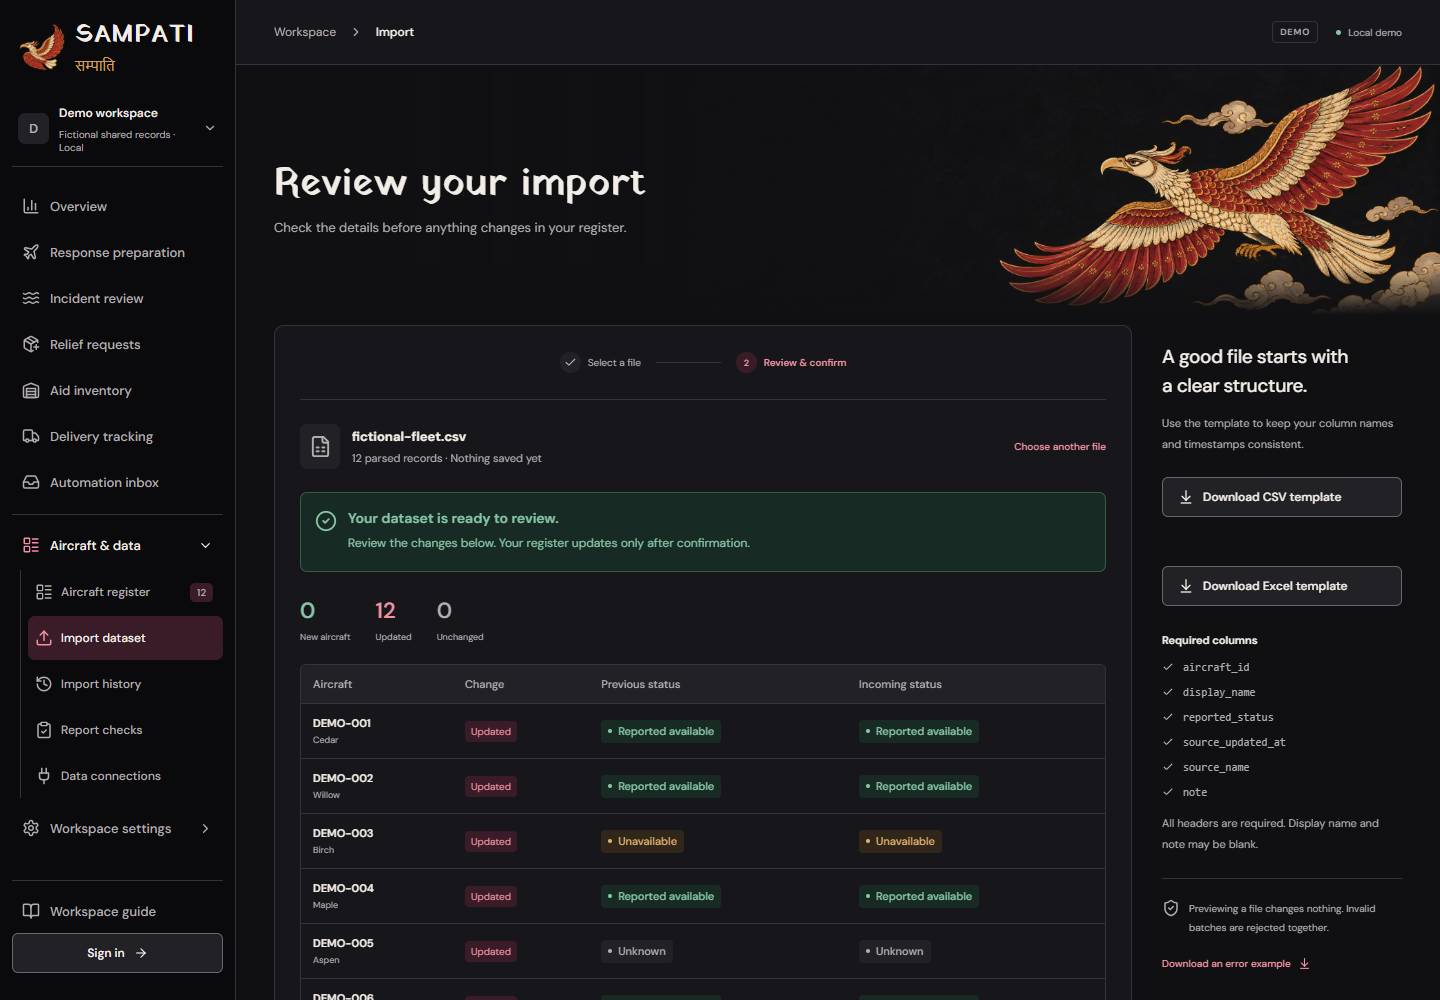 SAMPATI
सम्पाति
D
Demo workspace
Fictional shared records ·
Local
Overview
Response preparation
Incident review
Relief requests
Aid inventory
Delivery tracking
Automation inbox
Aircraft & data
Aircraft register
12
Import dataset
Import history
Report checks
Data connections
Workspace settings
Workspace guide
Sign in
Workspace
Import
DEMO
Local demo
Review your import
Check the details before anything changes in your register.
Select a file
2
Review & confirm
fictional-fleet.csv
12 parsed records · Nothing saved yet
Choose another file
Your dataset is ready to review.
Review the changes below. Your register updates only after confirmation.
0
New aircraft
12
Updated
0
Unchanged
Aircraft Change Previous status Incoming status
DEMO-001
Cedar
Updated
Reported available
Reported available
DEMO-002
Willow
Updated
Reported available
Reported available
DEMO-003
Birch
Updated
Unavailable
Unavailable
DEMO-004
Maple
Updated
Reported available
Reported available
DEMO-005
Aspen
Updated
Unknown
Unknown
DEMO-006
A good file starts with
a clear structure.
Use the template to keep your column names
and timestamps consistent.
Download CSV template
Download Excel template
Required columns
aircraft_id
display_name
reported_status
source_updated_at
source_name
note
All headers are required. Display name and
note may be blank.
Previewing a file changes nothing. Invalid
batches are rejected together.
Download an error example